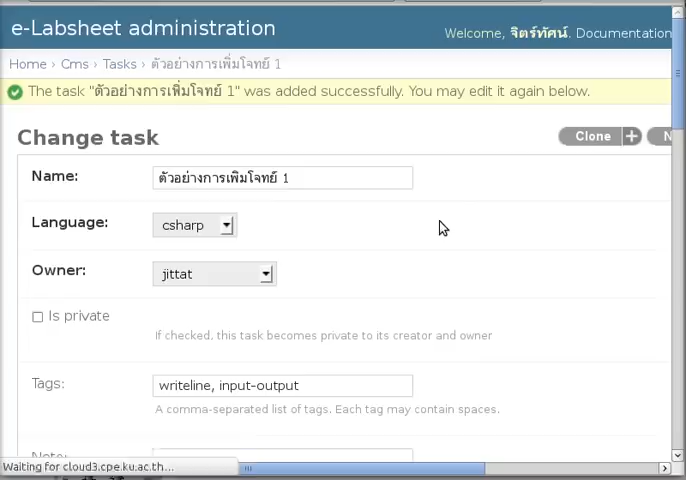 e-Labsheet administration
Welcome, จิตร์ทัศน์. Documentation
Home › Cms › Tasks › ตัวอย่างการเพิ่มโจทย์ 1
The task "ตัวอย่างการเพิ่มโจทย์ 1" was added successfully. You may edit it again below.
Change task
Clone
Name: ตัวอย่างการเพิ่มโจทย์ 1
Language: csharp
Owner: jittat
Is private
If checked, this task becomes private to its creator and owner
Tags: writeline, input-output
A comma-separated list of tags. Each tag may contain spaces.
Note:
Waiting for cloud3.cpe.ku.ac.th...